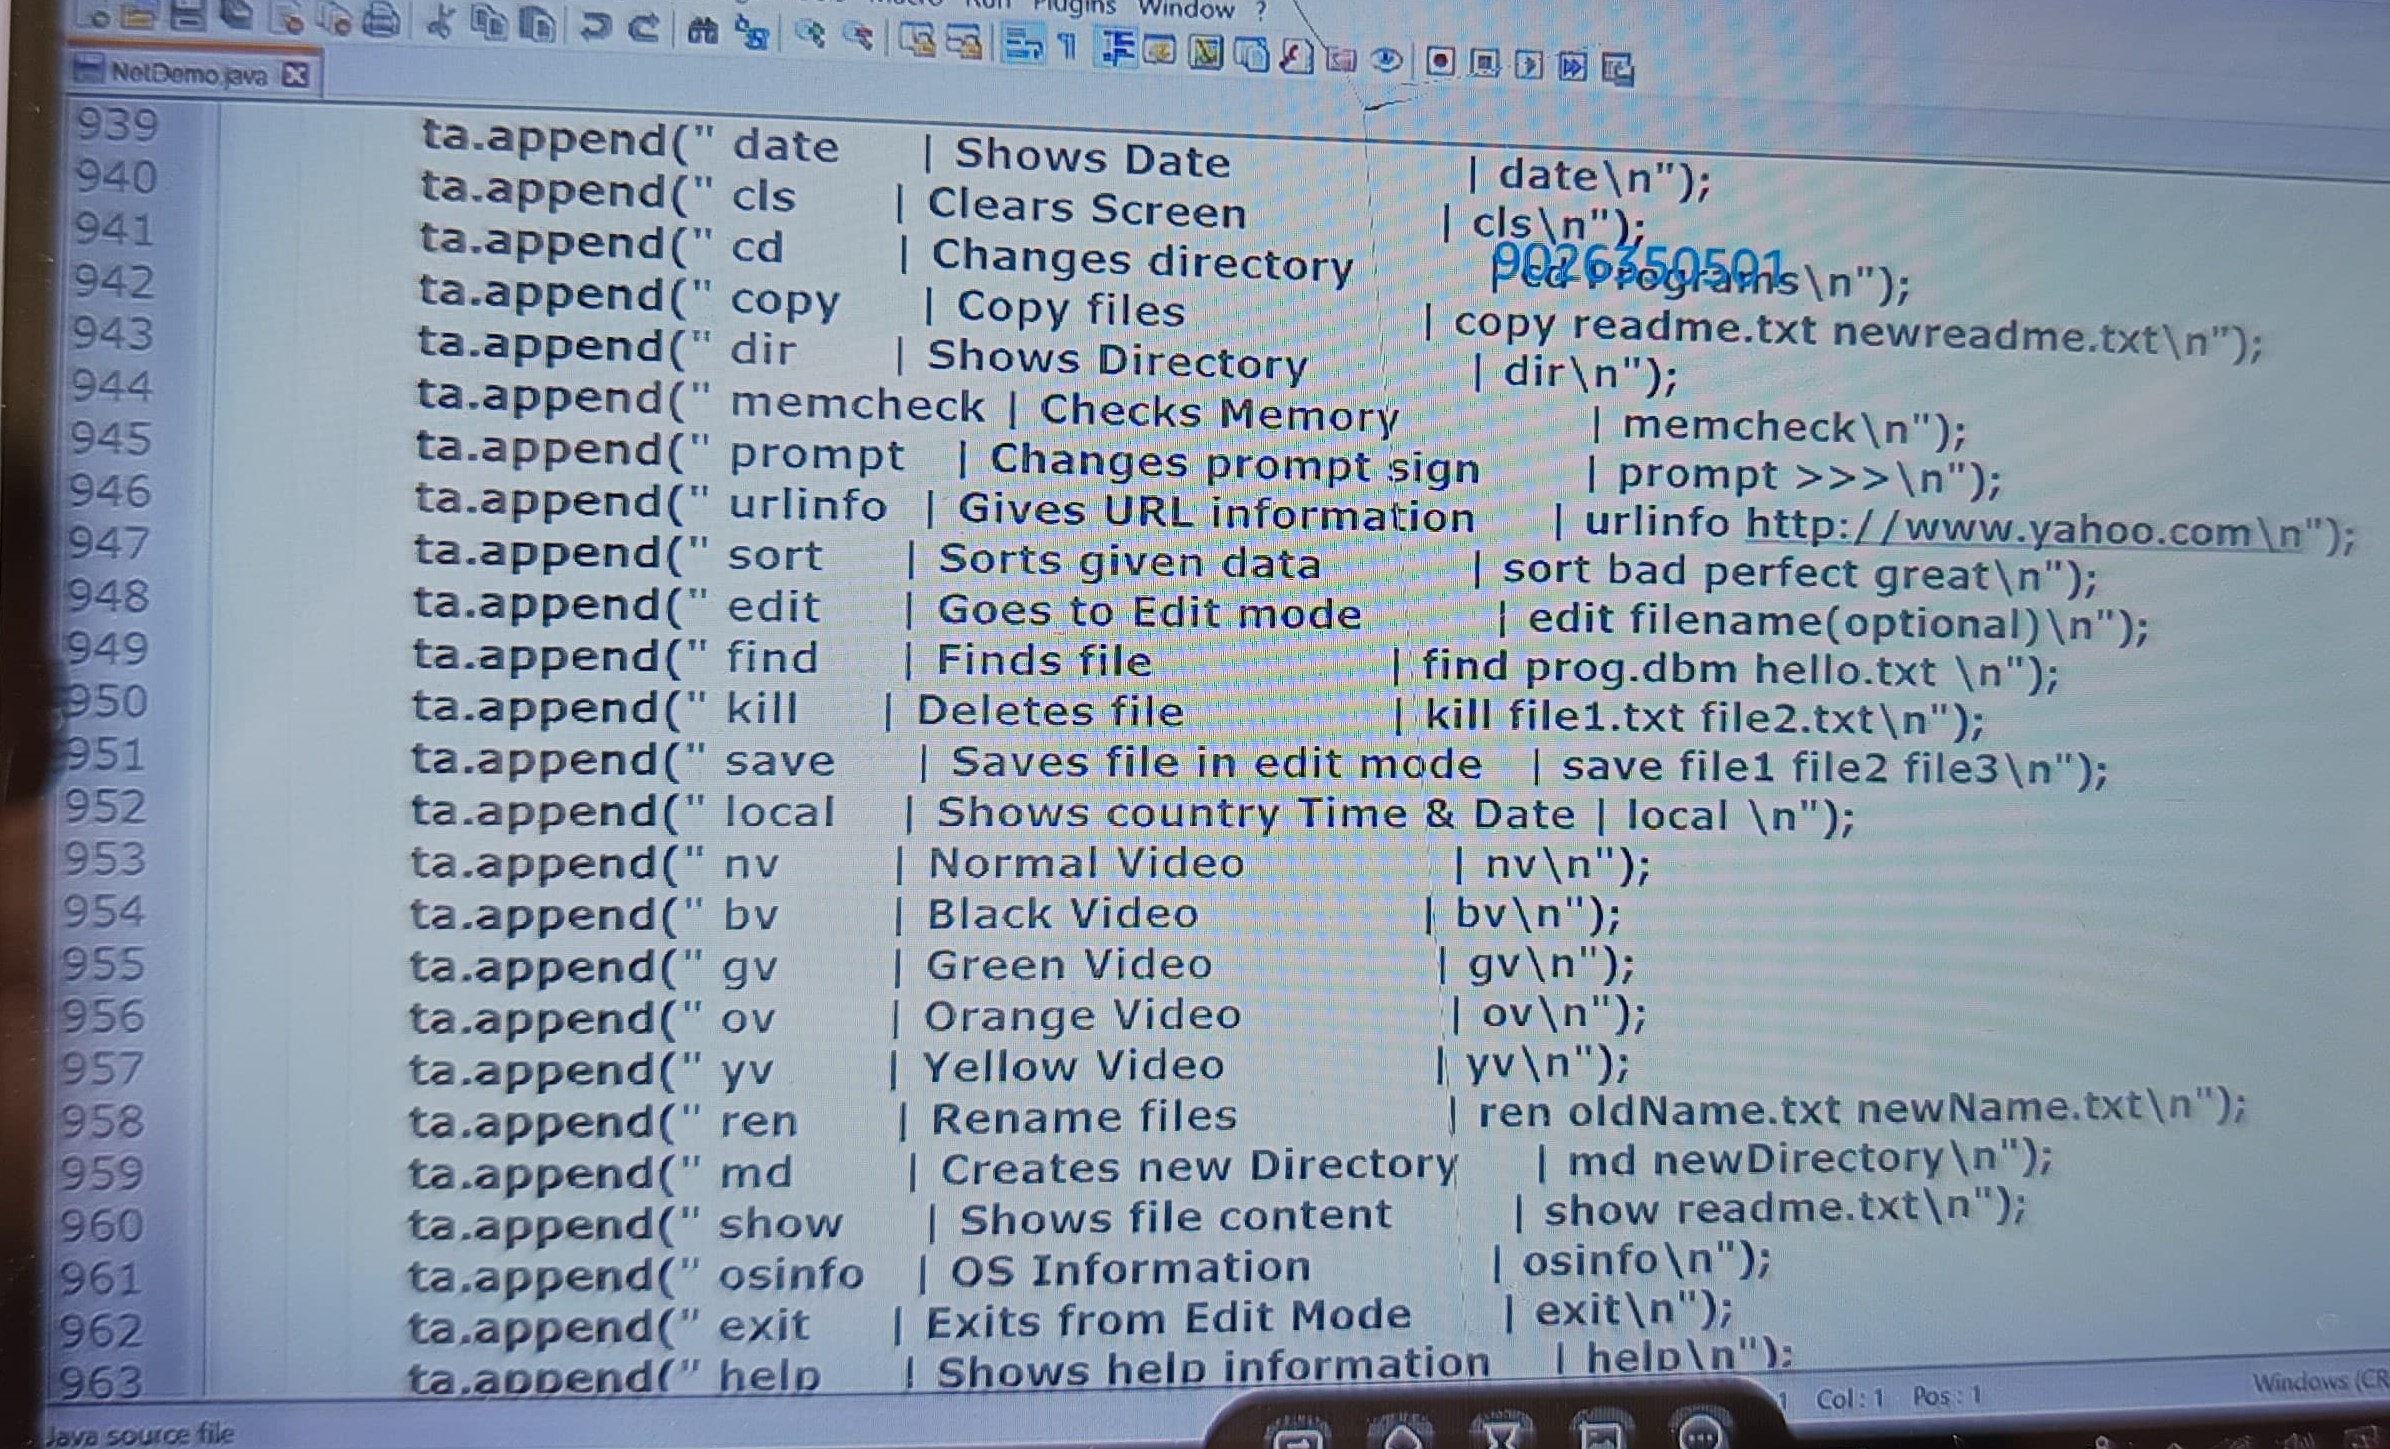 Run Plugins Window ?
NetDemo.java
939 ta.append(" date | Shows Date | date\n");
940 ta.append(" cls | Clears Screen | cls\n");
941 ta.append(" cd | Changes directory | cd Programs\n");
9026350501
942 ta.append(" copy | Copy files | copy readme.txt newreadme.txt\n");
943 ta.append(" dir | Shows Directory | dir\n");
944 ta.append(" memcheck | Checks Memory | memcheck\n");
945 ta.append(" prompt | Changes prompt sign | prompt >>>\n");
946 ta.append(" urlinfo | Gives URL information | urlinfo http://www.yahoo.com\n");
947 ta.append(" sort | Sorts given data | sort bad perfect great\n");
948 ta.append(" edit | Goes to Edit mode | edit filename(optional)\n");
949 ta.append(" find | Finds file | find prog.dbm hello.txt \n");
950 ta.append(" kill | Deletes file | kill file1.txt file2.txt\n");
951 ta.append(" save | Saves file in edit mode | save file1 file2 file3\n");
952 ta.append(" local | Shows country Time & Date | local \n");
953 ta.append(" nv | Normal Video | nv\n");
954 ta.append(" bv | Black Video | bv\n");
955 ta.append(" gv | Green Video | gv\n");
956 ta.append(" ov | Orange Video | ov\n");
957 ta.append(" yv | Yellow Video | yv\n");
958 ta.append(" ren | Rename files | ren oldName.txt newName.txt\n");
959 ta.append(" md | Creates new Directory | md newDirectory\n");
960 ta.append(" show | Shows file content | show readme.txt\n");
961 ta.append(" osinfo | OS Information | osinfo\n");
962 ta.append(" exit | Exits from Edit Mode | exit\n");
963 ta.append(" help | Shows help information | help\n");
Java source file 1 Col : 1 Pos : 1 Windows (CR